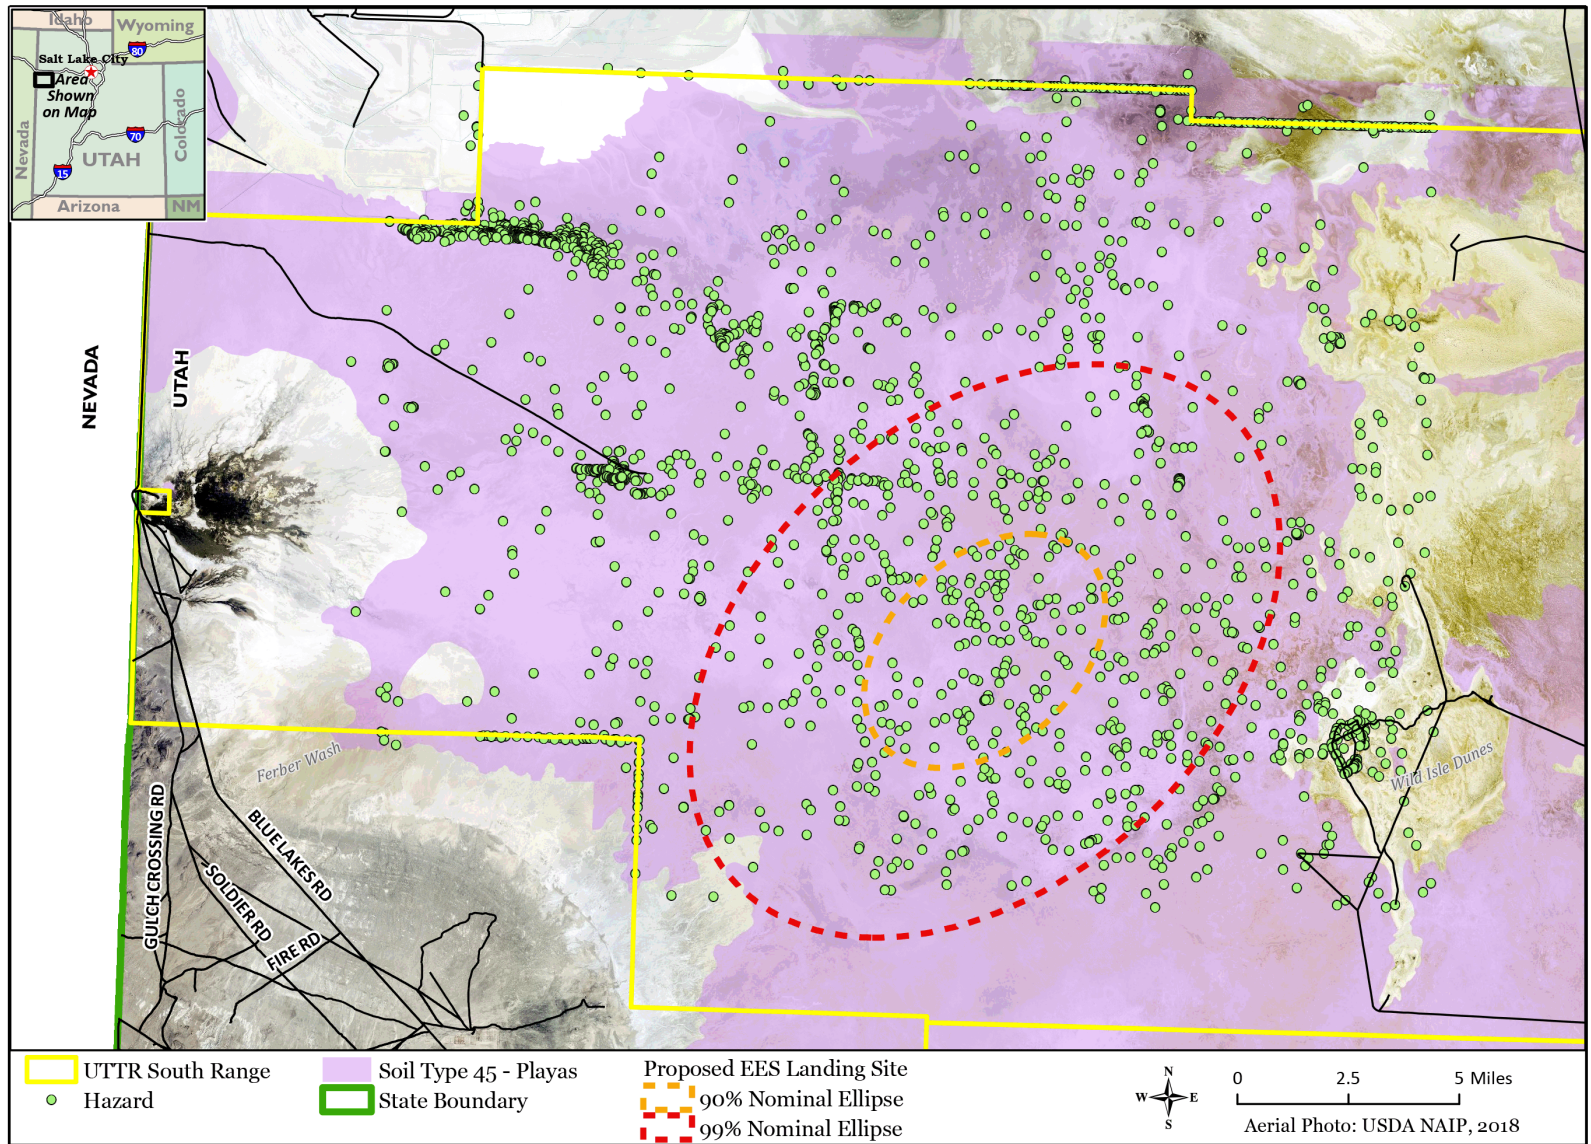 Idaho
Wyoming
80
Salt Lake City
Area
Shown
on Map
Nevada
Colorado
70
UTAH
15
Arizona
NM
NEVADA
UTAH
Ferber Wash
Wild Isle Dunes
GULCH CROSSING RD
BLUE LAKES RD
SOLDIER RD
FIRE RD
UTTR South Range
Hazard
Soil Type 45 - Playas
State Boundary
Proposed EES Landing Site
90% Nominal Ellipse
99% Nominal Ellipse
N
W
E
S
0 2.5 5 Miles
Aerial Photo: USDA NAIP, 2018